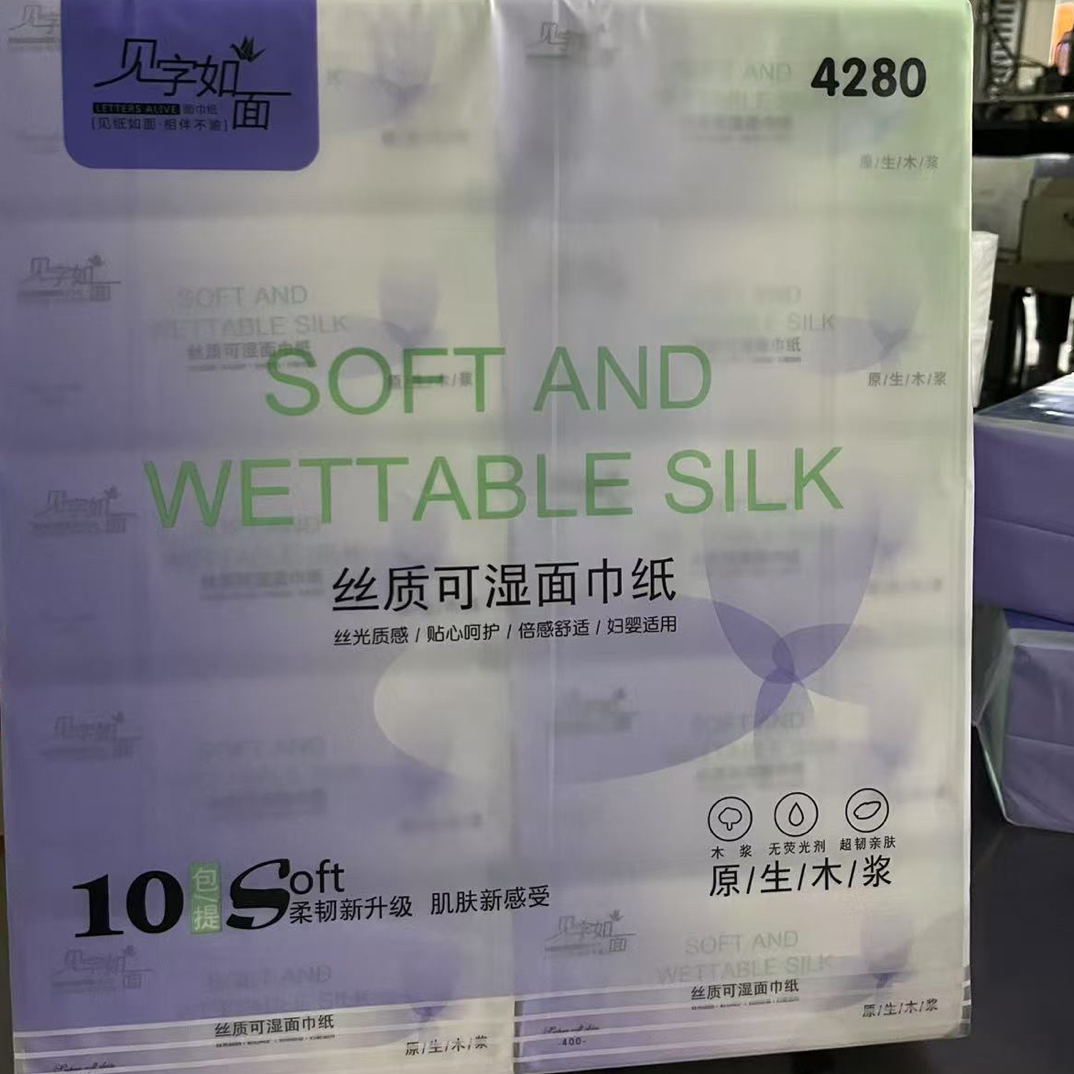 见字如面
LETTERS ALIVE 面巾纸
[见纸如面·相伴不渝]
4280
原/生/木/浆
SOFT AND
WETTABLE SILK
丝质可湿面巾纸
原/生/木/浆
SOFT AND
WETTABLE SILK
丝质可湿面巾纸
丝光质感 / 贴心呵护 / 倍感舒适 / 妇婴适用
木 浆 无荧光剂 超韧亲肤
原/生/木/浆
10包/提 Soft
柔韧新升级 肌肤新感受
见字如面
SOFT AND
WETTABLE SILK
丝质可湿面巾纸
原/生/木/浆
丝质可湿面巾纸
原/生/木/浆
-400-